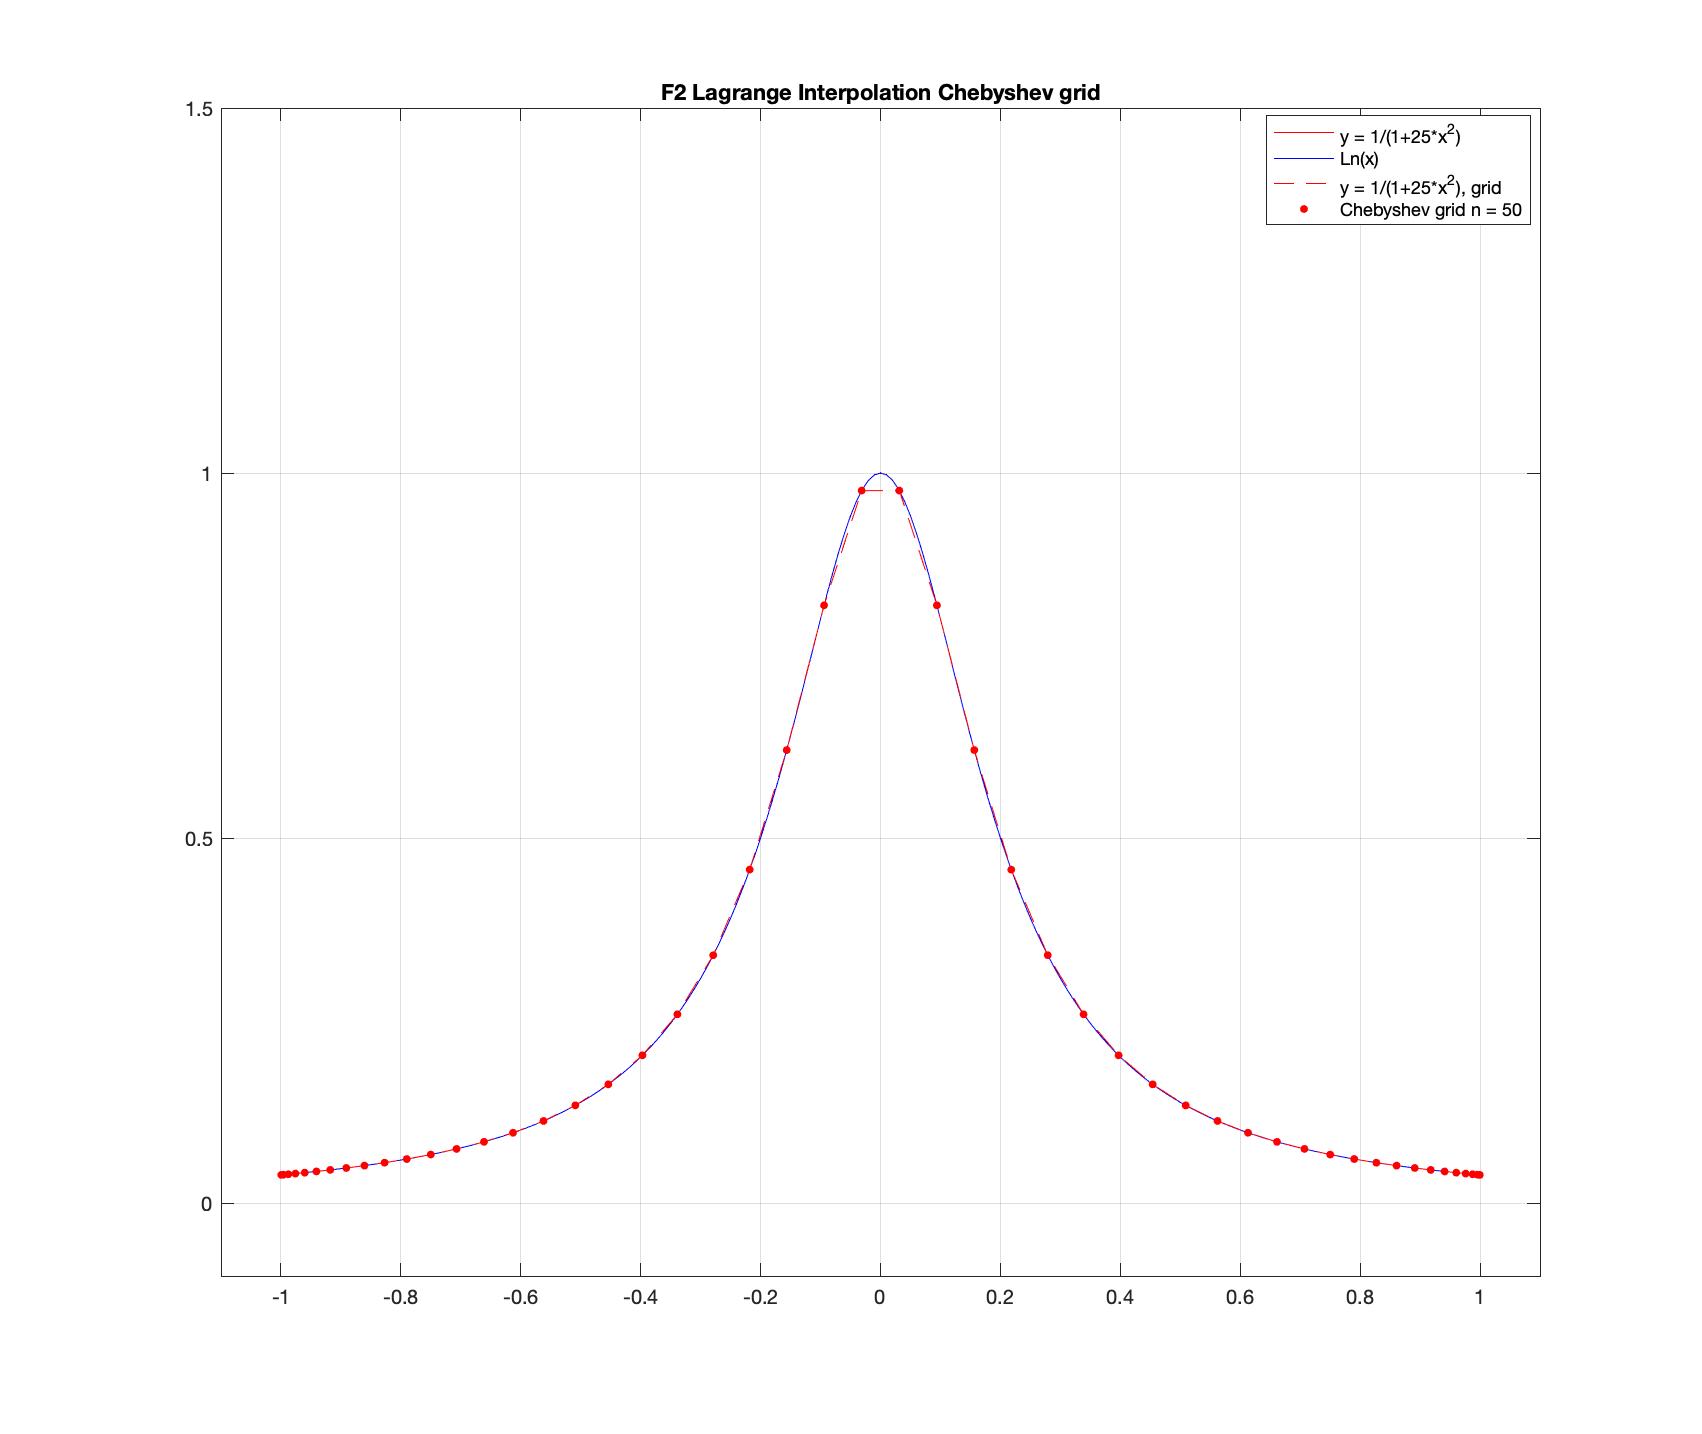 F2 Lagrange Interpolation Chebyshev grid
1.5
y = 1/(1+25*x²)
Ln(x)
y = 1/(1+25*x²), grid
Chebyshev grid n = 50
1
0.5
0
-1 -0.8 -0.6 -0.4 -0.2 0 0.2 0.4 0.6 0.8 1